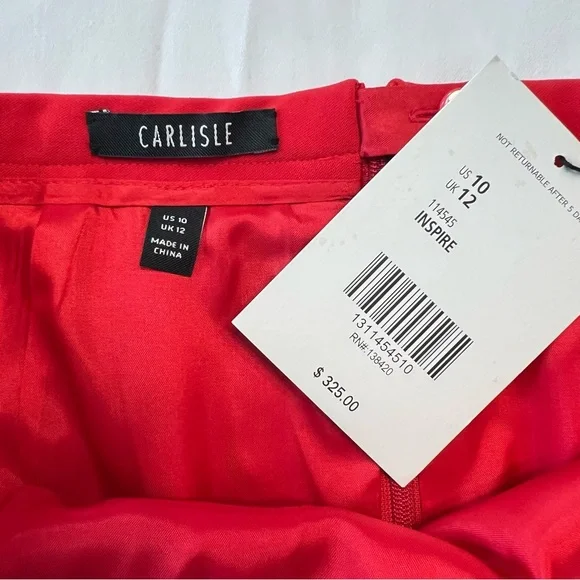 CARLISLE
US 10
UK 12
MADE IN
CHINA
NOT RETURNABLE AFTER 5 DA
US 10
UK 12
114545
INSPIRE
1311454510
RN#:138420
$ 325.00